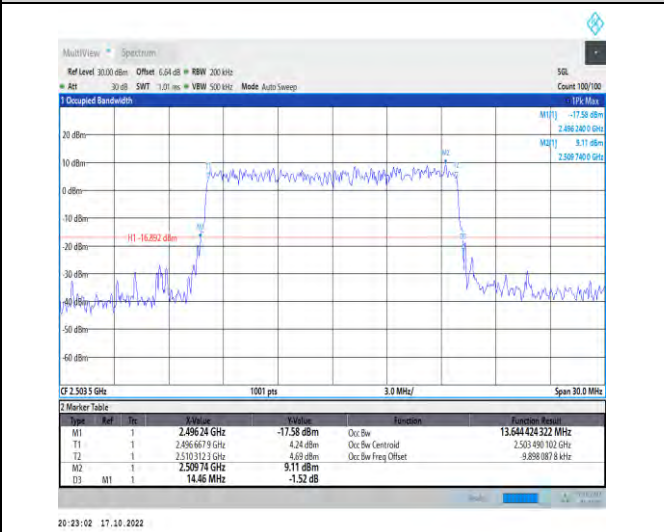 MultiView Spectrum
Ref Level 30.00 dBm Offset 6.64 dB RBW 200 kHz SGL
Att 30 dB SWT 1.01 ms VBW 500 kHz Mode Auto Sweep Count 100/100
1 Occupied Bandwidth 1Pk Max
M1[1] -17.58 dBm
2.496 240 0 GHz
M2[1] 9.11 dBm
2.509 740 0 GHz
20 dBm
M2
10 dBm
0 dBm
-10 dBm
H1 -16.892 dBm
-20 dBm
-30 dBm
-40 dBm
-50 dBm
-60 dBm
CF 2.503 5 GHz 1001 pts 3.0 MHz/ Span 30.0 MHz
2 Marker Table
Type Ref Trc X-Value Y-Value Function Function Result
M1 1 2.496 24 GHz -17.58 dBm Occ Bw 13.644 424 322 MHz
T1 1 2.496 667 9 GHz 4.24 dBm Occ Bw Centroid 2.503 490 102 GHz
T2 1 2.510 312 3 GHz 4.69 dBm Occ Bw Freq Offset -9.898 087 8 kHz
M2 1 2.509 74 GHz 9.11 dBm
D3 M1 1 14.46 MHz -1.52 dB
20:23:02 17.10.2022